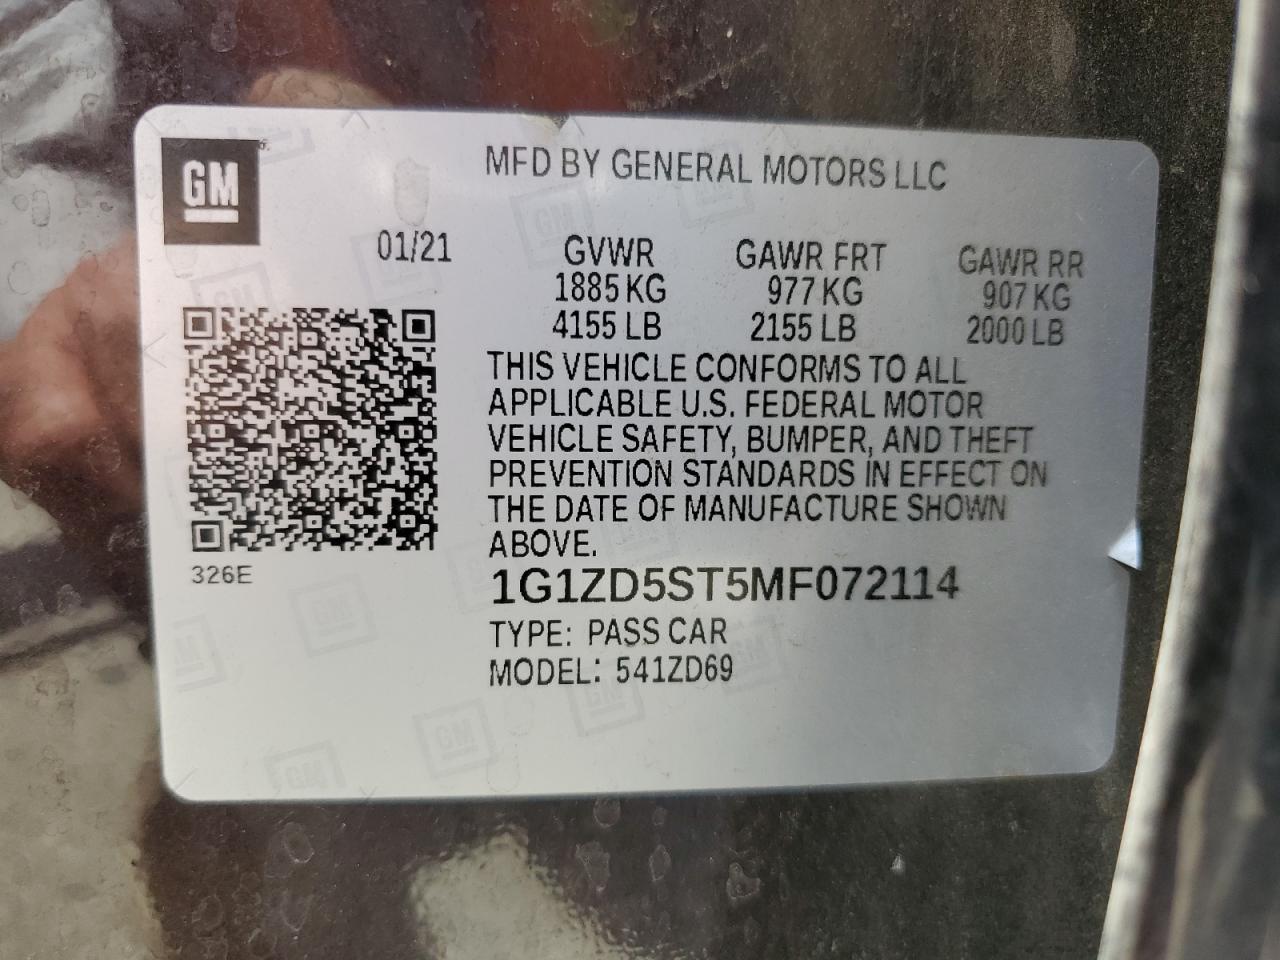 GM
MFD BY GENERAL MOTORS LLC
01/21
GVWR GAWR FRT GAWR RR
1885 KG 977 KG 907 KG
4155 LB 2155 LB 2000 LB
THIS VEHICLE CONFORMS TO ALL
APPLICABLE U.S. FEDERAL MOTOR
VEHICLE SAFETY, BUMPER, AND THEFT
PREVENTION STANDARDS IN EFFECT ON
THE DATE OF MANUFACTURE SHOWN
ABOVE.
326E
1G1ZD5ST5MF072114
TYPE: PASS CAR
MODEL: 541ZD69